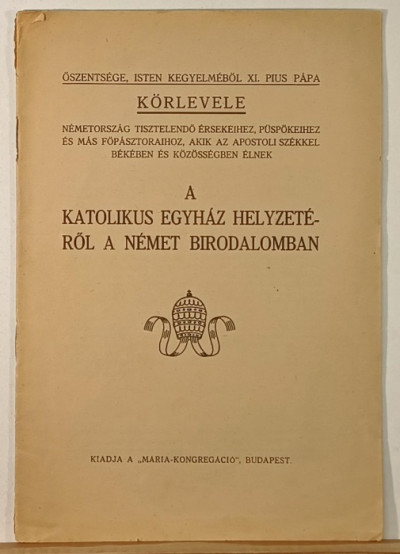 ŐSZENTSÉGE, ISTEN KEGYELMÉBŐL XI. PIUS PÁPA
KÖRLEVELE
NÉMETORSZÁG TISZTELENDŐ ÉRSEKEIHEZ, PÜSPÖKEIHEZ
ÉS MÁS FŐPÁSZTORAIHOZ, AKIK AZ APOSTOLI SZÉKKEL
BÉKÉBEN ÉS KÖZÖSSÉGBEN ÉLNEK
A
KATOLIKUS EGYHÁZ HELYZETÉ-
RŐL A NÉMET BIRODALOMBAN
KIADJA A „MARIA-KONGREGÁCIÓ", BUDAPEST.